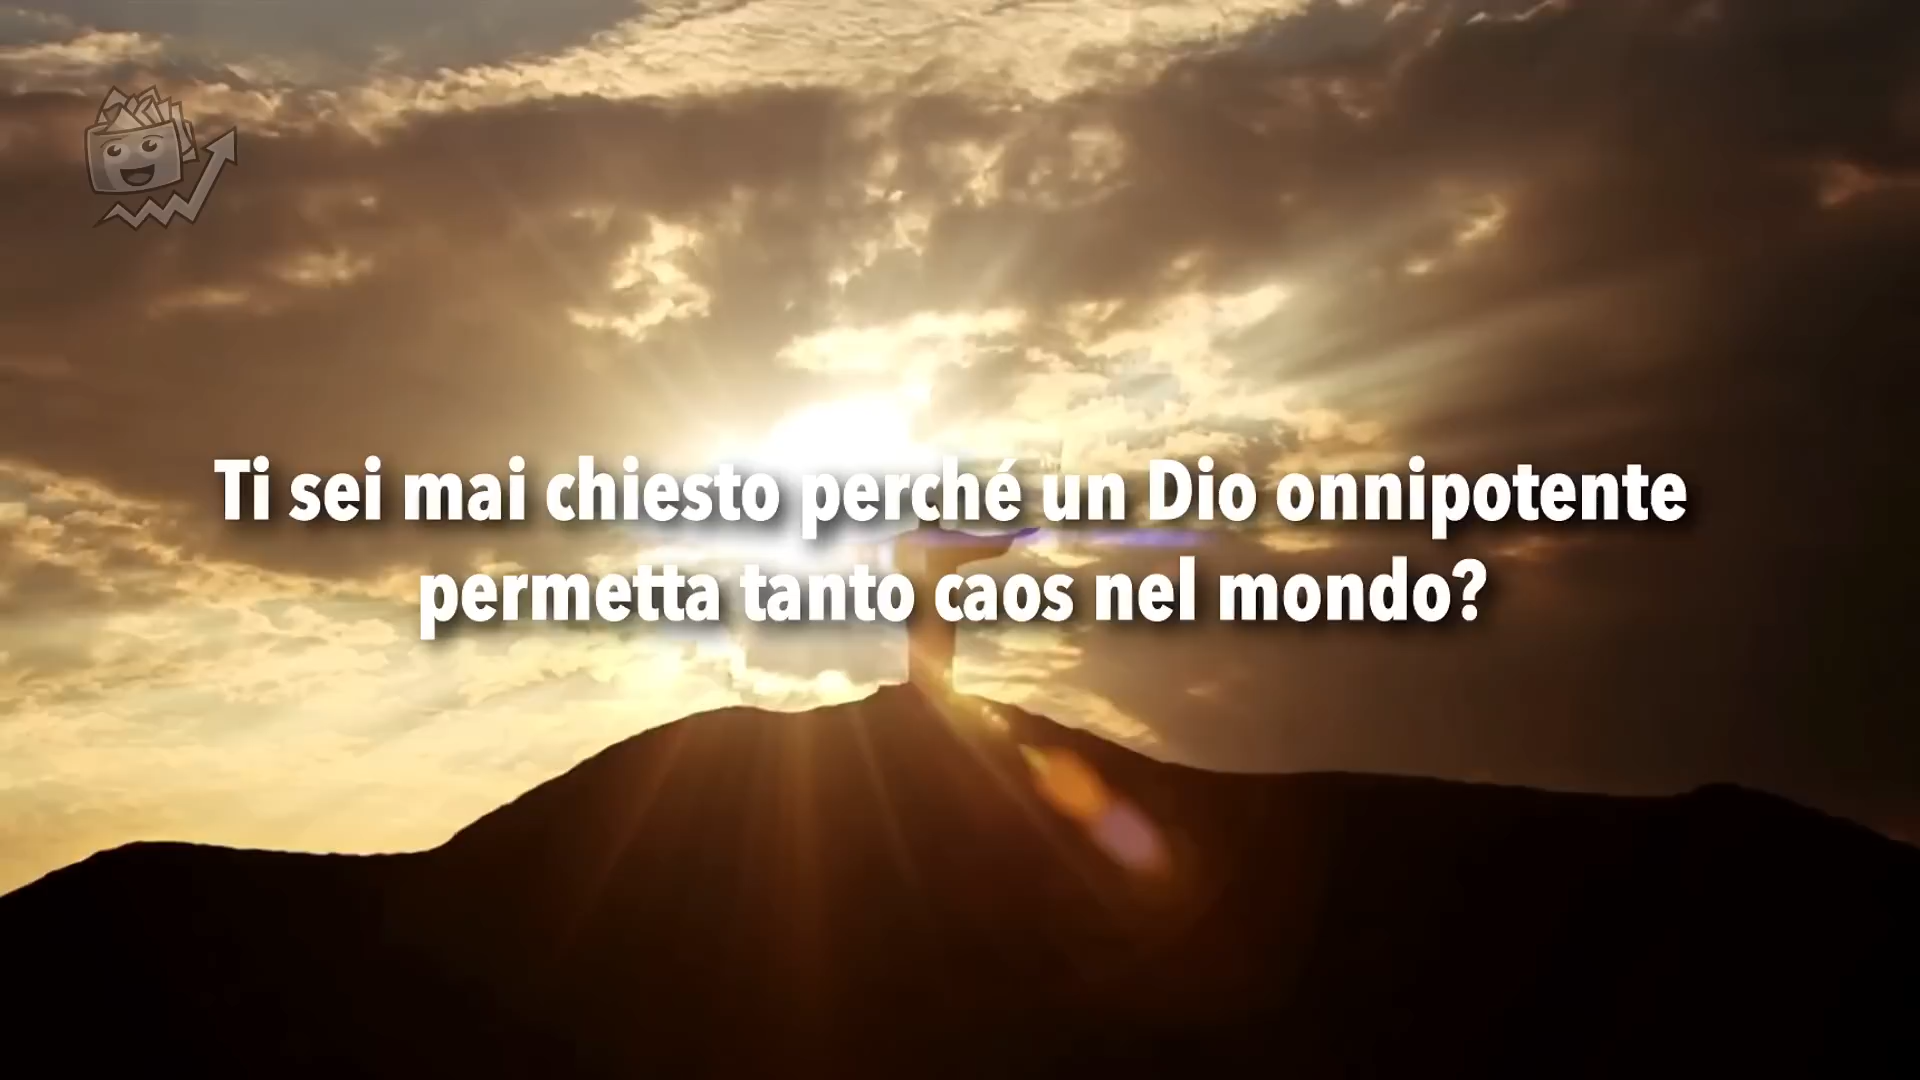 Ti sei mai chiesto perché un Dio onnipotente
permetta tanto caos nel mondo?